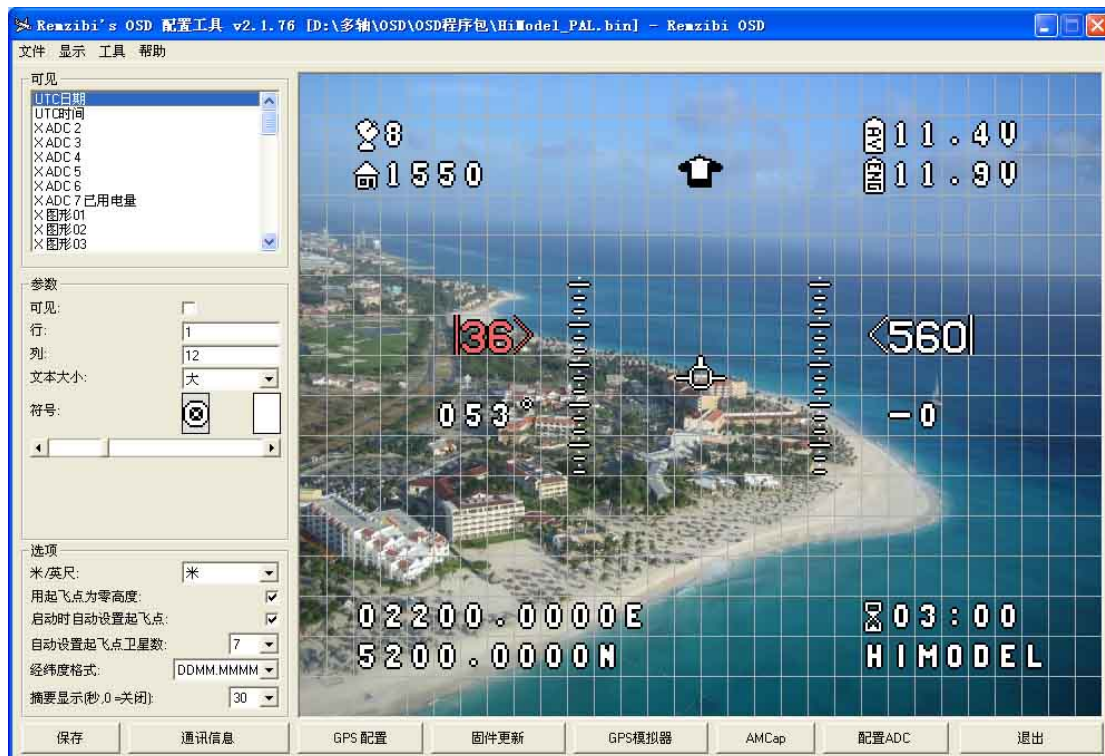 Remzibi's OSD 配置工具 v2.1.76 [D:\多轴\OSD\OSD程序包\HiModel_PAL.bin] - Remzibi OSD
文件 显示 工具 帮助
可见
UTC日期
UTC时间
X ADC 2
X ADC 3
X ADC 4
X ADC 5
X ADC 6
X ADC 7 已用电量
X 图形01
X 图形02
X 图形03
参数
可见:
行: 1
列: 12
文本大小: 大
符号:
选项
米/英尺: 米
用起飞点为零高度:
启动时自动设置起飞点:
自动设置起飞点卫星数: 7
经纬度格式: DDMM.MMMM
摘要显示(秒,0 =关闭): 30
8
AV 11.4V
1550
ENG 11.9V
36
<560
053°
-0
02200.0000E
03:00
5200.0000N
HIMODEL
保存 通讯信息 GPS 配置 固件更新 GPS模拟器 AMCap 配置ADC 退出